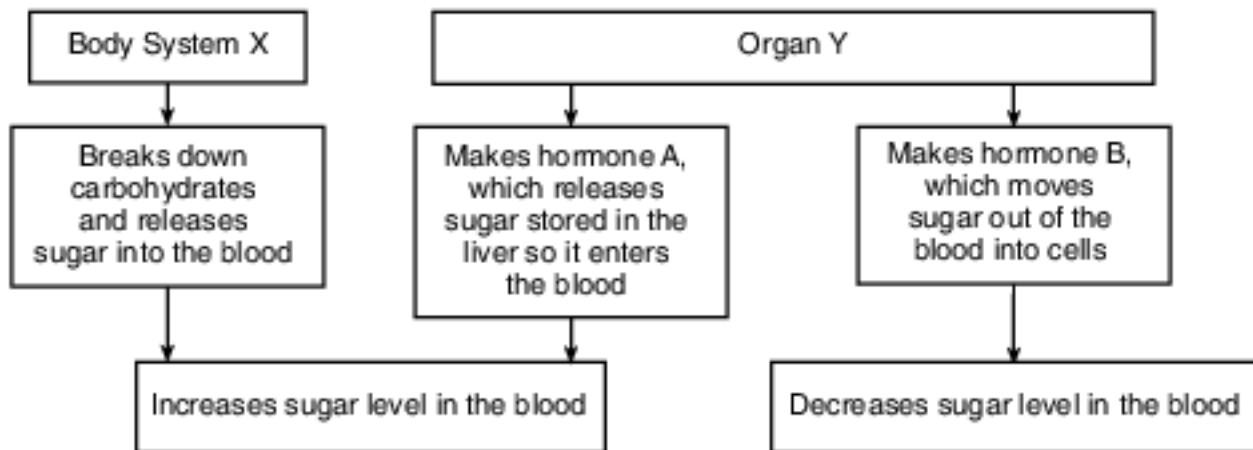 Body System X
Organ Y
Breaks down
carbohydrates
and releases
sugar into the blood
Makes hormone A,
which releases
sugar stored in the
liver so it enters
the blood
Makes hormone B,
which moves
sugar out of the
blood into cells
Increases sugar level in the blood
Decreases sugar level in the blood